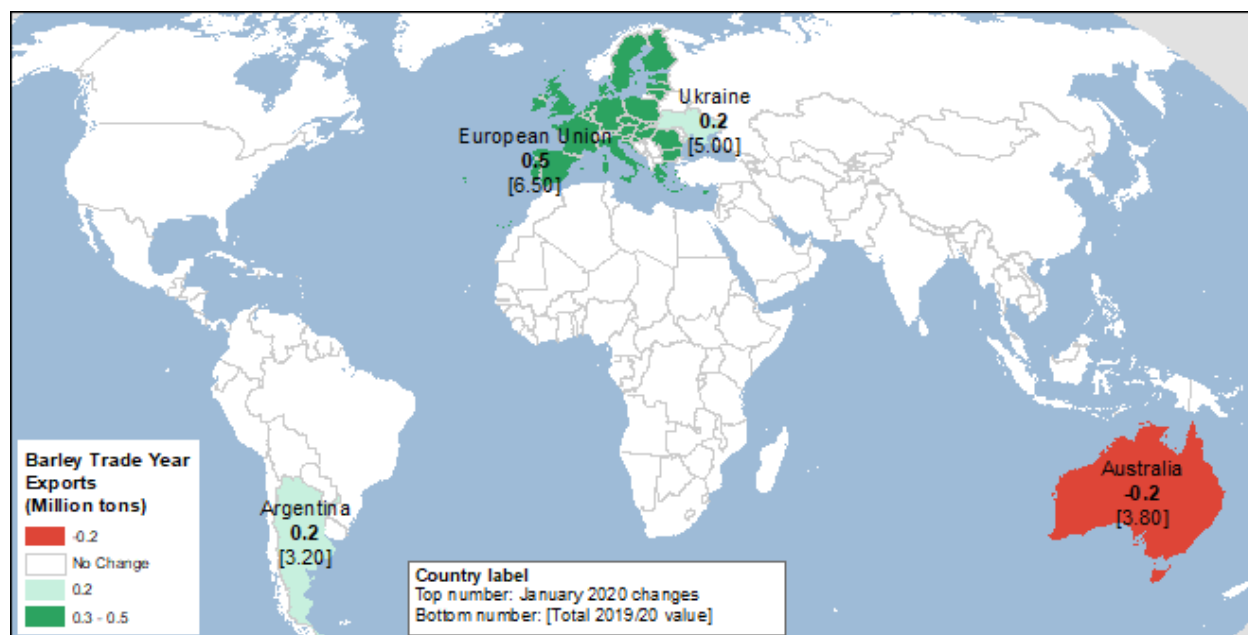 Ukraine
0.2
[5.00]
European Union
0.5
[6.50]
Australia
-0.2
[3.80]
Argentina
0.2
[3.20]
Barley Trade Year
Exports
(Million tons)
-0.2
No Change
0.2
0.3 - 0.5
Country label
Top number: January 2020 changes
Bottom number: [Total 2019/20 value]